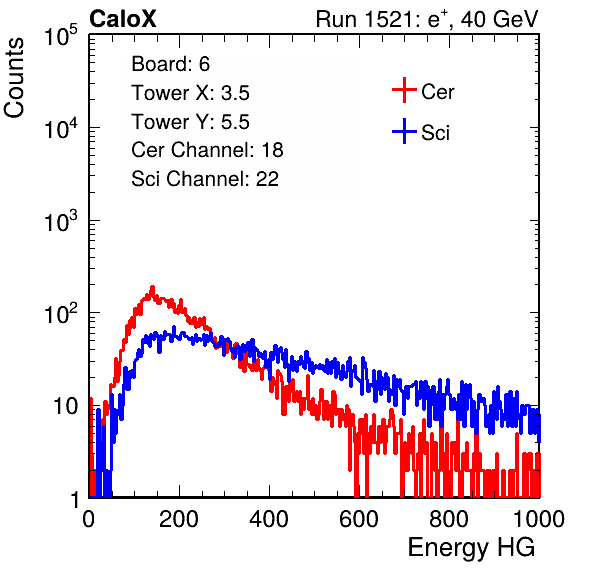 CaloX Run 1521: e⁺, 40 GeV
Counts
Board: 6
Tower X: 3.5
Tower Y: 5.5
Cer Channel: 18
Sci Channel: 22
Cer
Sci
10⁵
10⁴
10³
10²
10
1
0 200 400 600 800 1000
Energy HG